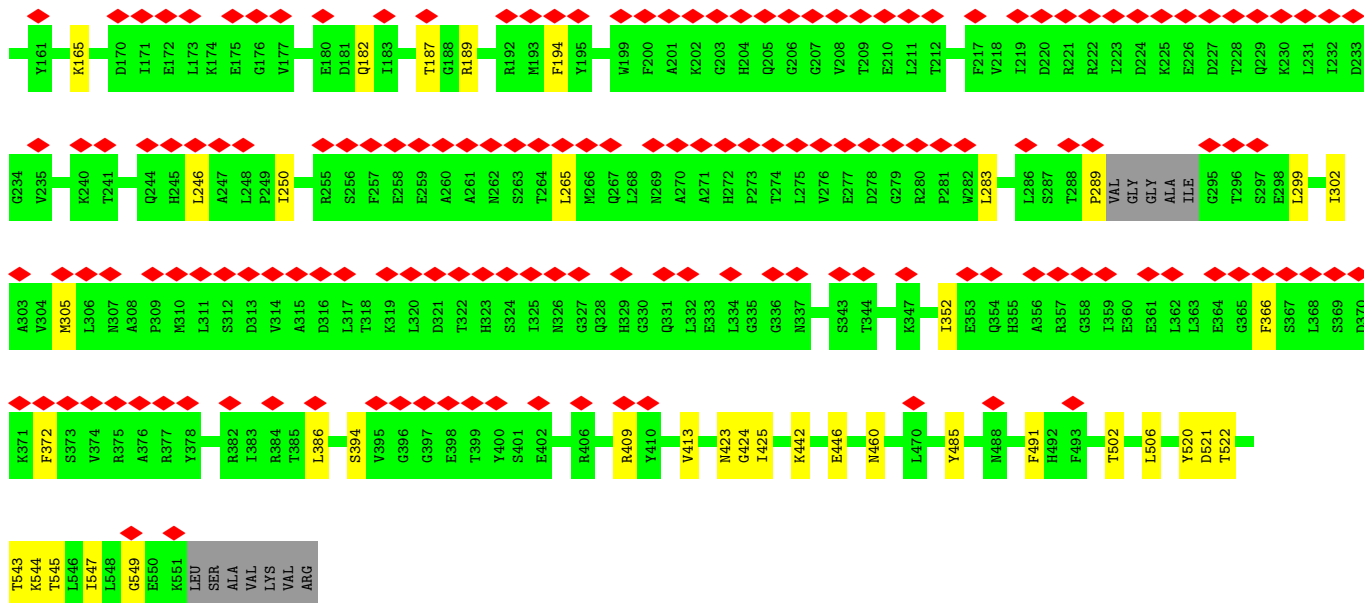 Y161 K165 D170 I171 E172 L173 K174 E175 G176 V177 E180 D181 Q182 I183 T187 G188 R189 R192 M193 F194 Y195 W199 F200 A201 K202 G203 H204 Q205 G206 G207 V208 T209 E210 L211 T212 F217 V218 I219 D220 R221 R222 I223 D224 K225 E226 D227 T228 Q229 K230 L231 I232 D233
G234 V235 K240 T241 Q244 H245 L246 A247 L248 P249 I250 R255 S256 F257 E258 E259 A260 A261 N262 S263 T264 L265 M266 Q267 L268 N269 A270 A271 H272 P273 T274 L275 V276 E277 D278 G279 R280 P281 W282 L283 L286 S287 T288 P289 VAL GLY GLY ALA ILE G295 T296 S297 E298 L299 I302
A303 V304 M305 L306 N307 A308 P309 M310 L311 S312 D313 V314 A315 D316 L317 T318 K319 L320 D321 T322 H323 S324 I325 N326 G327 Q328 H329 G330 Q331 L332 E333 L334 G335 G336 N337 S343 T344 K347 I352 E353 Q354 H355 A356 R357 G358 I359 E360 E361 L362 L363 E364 G365 F366 S367 L368 S369 D370
K371 F372 S373 V374 R375 A376 R377 Y378 R382 I383 R384 T385 L386 S394 V395 G396 G397 E398 T399 Y400 S401 E402 R406 R409 Y410 V413 N423 G424 I425 K442 E446 N460 L470 Y485 N488 F491 H492 F493 T502 L506 Y520 D521 T522
T543 K544 T545 L546 I547 L548 G549 E550 K551 LEU SER ALA VAL LYS VAL ARG